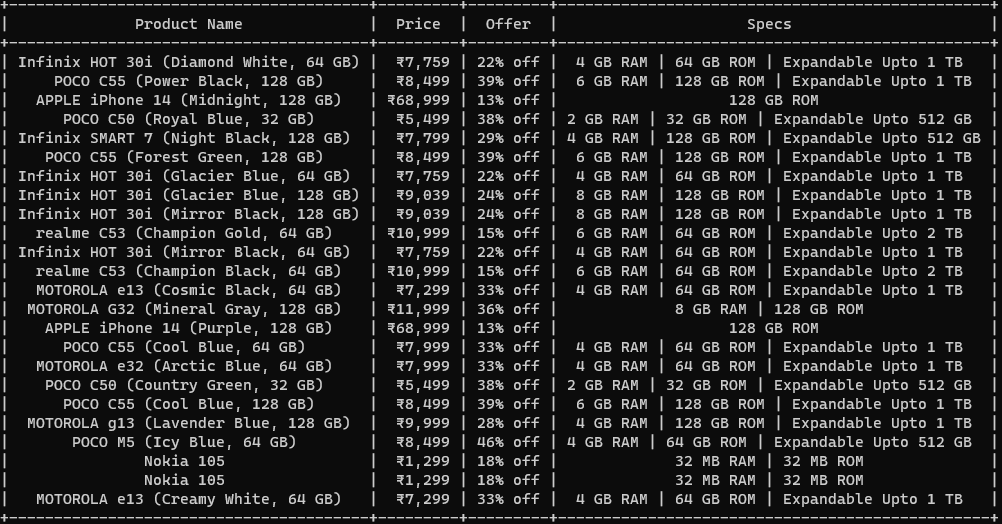 | Product Name | Price | Offer | Specs |
| Infinix HOT 30i (Diamond White, 64 GB) | ₹7,759 | 22% off | 4 GB RAM | 64 GB ROM | Expandable Upto 1 TB |
| POCO C55 (Power Black, 128 GB) | ₹8,499 | 39% off | 6 GB RAM | 128 GB ROM | Expandable Upto 1 TB |
| APPLE iPhone 14 (Midnight, 128 GB) | ₹68,999 | 13% off | 128 GB ROM |
| POCO C50 (Royal Blue, 32 GB) | ₹5,499 | 38% off | 2 GB RAM | 32 GB ROM | Expandable Upto 512 GB |
| Infinix SMART 7 (Night Black, 128 GB) | ₹7,799 | 29% off | 4 GB RAM | 128 GB ROM | Expandable Upto 512 GB |
| POCO C55 (Forest Green, 128 GB) | ₹8,499 | 39% off | 6 GB RAM | 128 GB ROM | Expandable Upto 1 TB |
| Infinix HOT 30i (Glacier Blue, 64 GB) | ₹7,759 | 22% off | 4 GB RAM | 64 GB ROM | Expandable Upto 1 TB |
| Infinix HOT 30i (Glacier Blue, 128 GB) | ₹9,039 | 24% off | 8 GB RAM | 128 GB ROM | Expandable Upto 1 TB |
| Infinix HOT 30i (Mirror Black, 128 GB) | ₹9,039 | 24% off | 8 GB RAM | 128 GB ROM | Expandable Upto 1 TB |
| realme C53 (Champion Gold, 64 GB) | ₹10,999 | 15% off | 6 GB RAM | 64 GB ROM | Expandable Upto 2 TB |
| Infinix HOT 30i (Mirror Black, 64 GB) | ₹7,759 | 22% off | 4 GB RAM | 64 GB ROM | Expandable Upto 1 TB |
| realme C53 (Champion Black, 64 GB) | ₹10,999 | 15% off | 6 GB RAM | 64 GB ROM | Expandable Upto 2 TB |
| MOTOROLA e13 (Cosmic Black, 64 GB) | ₹7,299 | 33% off | 4 GB RAM | 64 GB ROM | Expandable Upto 1 TB |
| MOTOROLA G32 (Mineral Gray, 128 GB) | ₹11,999 | 36% off | 8 GB RAM | 128 GB ROM |
| APPLE iPhone 14 (Purple, 128 GB) | ₹68,999 | 13% off | 128 GB ROM |
| POCO C55 (Cool Blue, 64 GB) | ₹7,999 | 33% off | 4 GB RAM | 64 GB ROM | Expandable Upto 1 TB |
| MOTOROLA e32 (Arctic Blue, 64 GB) | ₹7,999 | 33% off | 4 GB RAM | 64 GB ROM | Expandable Upto 1 TB |
| POCO C50 (Country Green, 32 GB) | ₹5,499 | 38% off | 2 GB RAM | 32 GB ROM | Expandable Upto 512 GB |
| POCO C55 (Cool Blue, 128 GB) | ₹8,499 | 39% off | 6 GB RAM | 128 GB ROM | Expandable Upto 1 TB |
| MOTOROLA g13 (Lavender Blue, 128 GB) | ₹9,999 | 28% off | 4 GB RAM | 128 GB ROM | Expandable Upto 1 TB |
| POCO M5 (Icy Blue, 64 GB) | ₹8,499 | 46% off | 4 GB RAM | 64 GB ROM | Expandable Upto 512 GB |
| Nokia 105 | ₹1,299 | 18% off | 32 MB RAM | 32 MB ROM |
| Nokia 105 | ₹1,299 | 18% off | 32 MB RAM | 32 MB ROM |
| MOTOROLA e13 (Creamy White, 64 GB) | ₹7,299 | 33% off | 4 GB RAM | 64 GB ROM | Expandable Upto 1 TB |